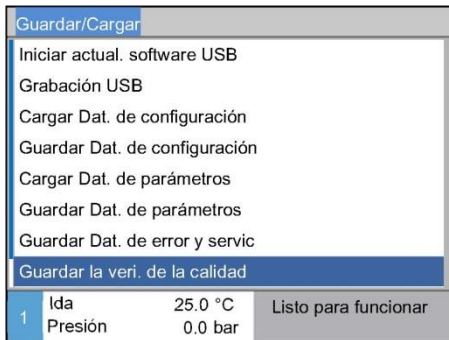 Guardar/Cargar
Iniciar actual. software USB
Grabación USB
Cargar Dat. de configuración
Guardar Dat. de configuración
Cargar Dat. de parámetros
Guardar Dat. de parámetros
Guardar Dat. de error y servic
Guardar la veri. de la calidad
1 Ida 25.0 °C Listo para funcionar
Presión 0.0 bar